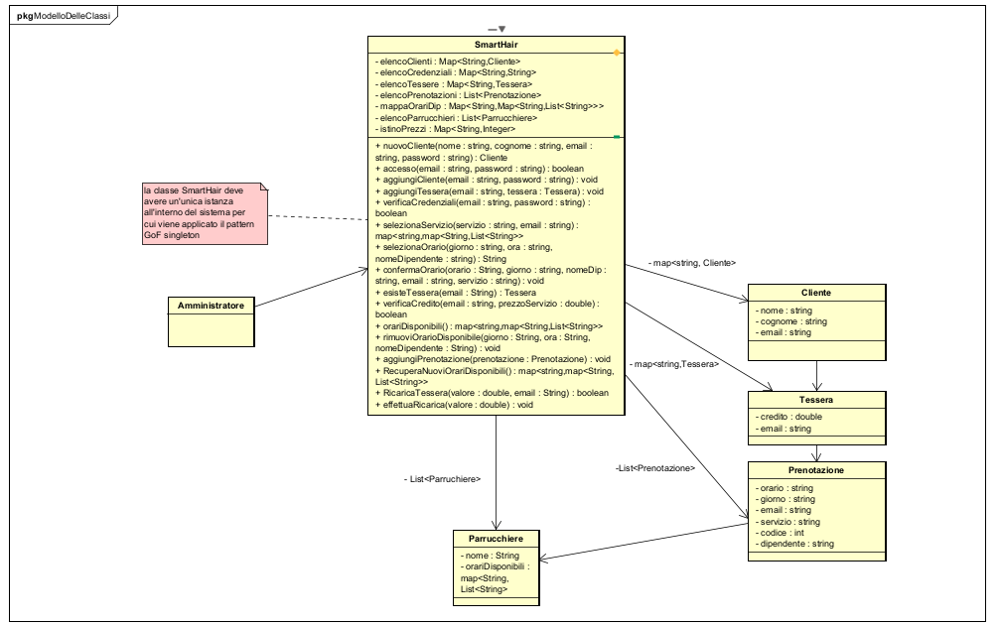 pkg ModelloDelleClassi
SmartHair
- elencoClienti : Map<String,Cliente>
- elencoCredenziali : Map<String,String>
- elencoTessere : Map<String,Tessera>
- elencoPrenotazioni : List<Prenotazione>
- mappaOrariDip : Map<String,Map<String,List<String>>>
- elencoParrucchieri : List<Parrucchiere>
- istinoPrezzi : Map<String,Integer>
+ nuovoCliente(nome : string, cognome : string, email :
string, password : string) : Cliente
+ accesso(email : string, password : string) : boolean
+ aggiungiCliente(email : string, password : string) : void
+ aggiungiTessera(email : string, tessera : Tessera) : void
+ verificaCredenziali(email : string, password : string) :
boolean
+ selezionaServizio(servizio : string, email : string) :
map<string,map<String,List<String>>
+ selezionaOrario(giorno : string, ora : string,
nomeDipendente : string) : String
+ confermaOrario(orario : String, giorno : string, nomeDip :
string, email : string, servizio : string) : void
+ esisteTessera(email : String) : Tessera
+ verificaCredito(email : string, prezzoServizio : double) :
boolean
+ orariDisponibili() : map<string,map<String,List<String>>
+ rimuoviOrarioDisponibile(giorno : String, ora : String,
nomeDipendente : String) : void
+ aggiungiPrenotazione(prenotazione : Prenotazione) : void
+ RecuperaNuoviOrariDisponibili() : map<string,map<String,
List<String>>
+ RicaricaTessera(valore : double, email : String) : boolean
+ effettuaRicarica(valore : double) : void
la classe SmartHair deve
avere un'unica istanza
all'interno del sistema per
cui viene applicato il pattern
GoF singleton
Amministratore
- map<string, Cliente)
Cliente
- nome : string
- cognome : string
- email : string
- map<string,Tessera>
Tessera
- credito : double
- email : string
-List<Prenotazione>
Prenotazione
- orario : string
- giorno : string
- email : string
- servizio : string
- codice : int
- dipendente : string
- List<Parruchiere>
Parrucchiere
- nome : String
- orariDisponibili :
map<String,
List<String>